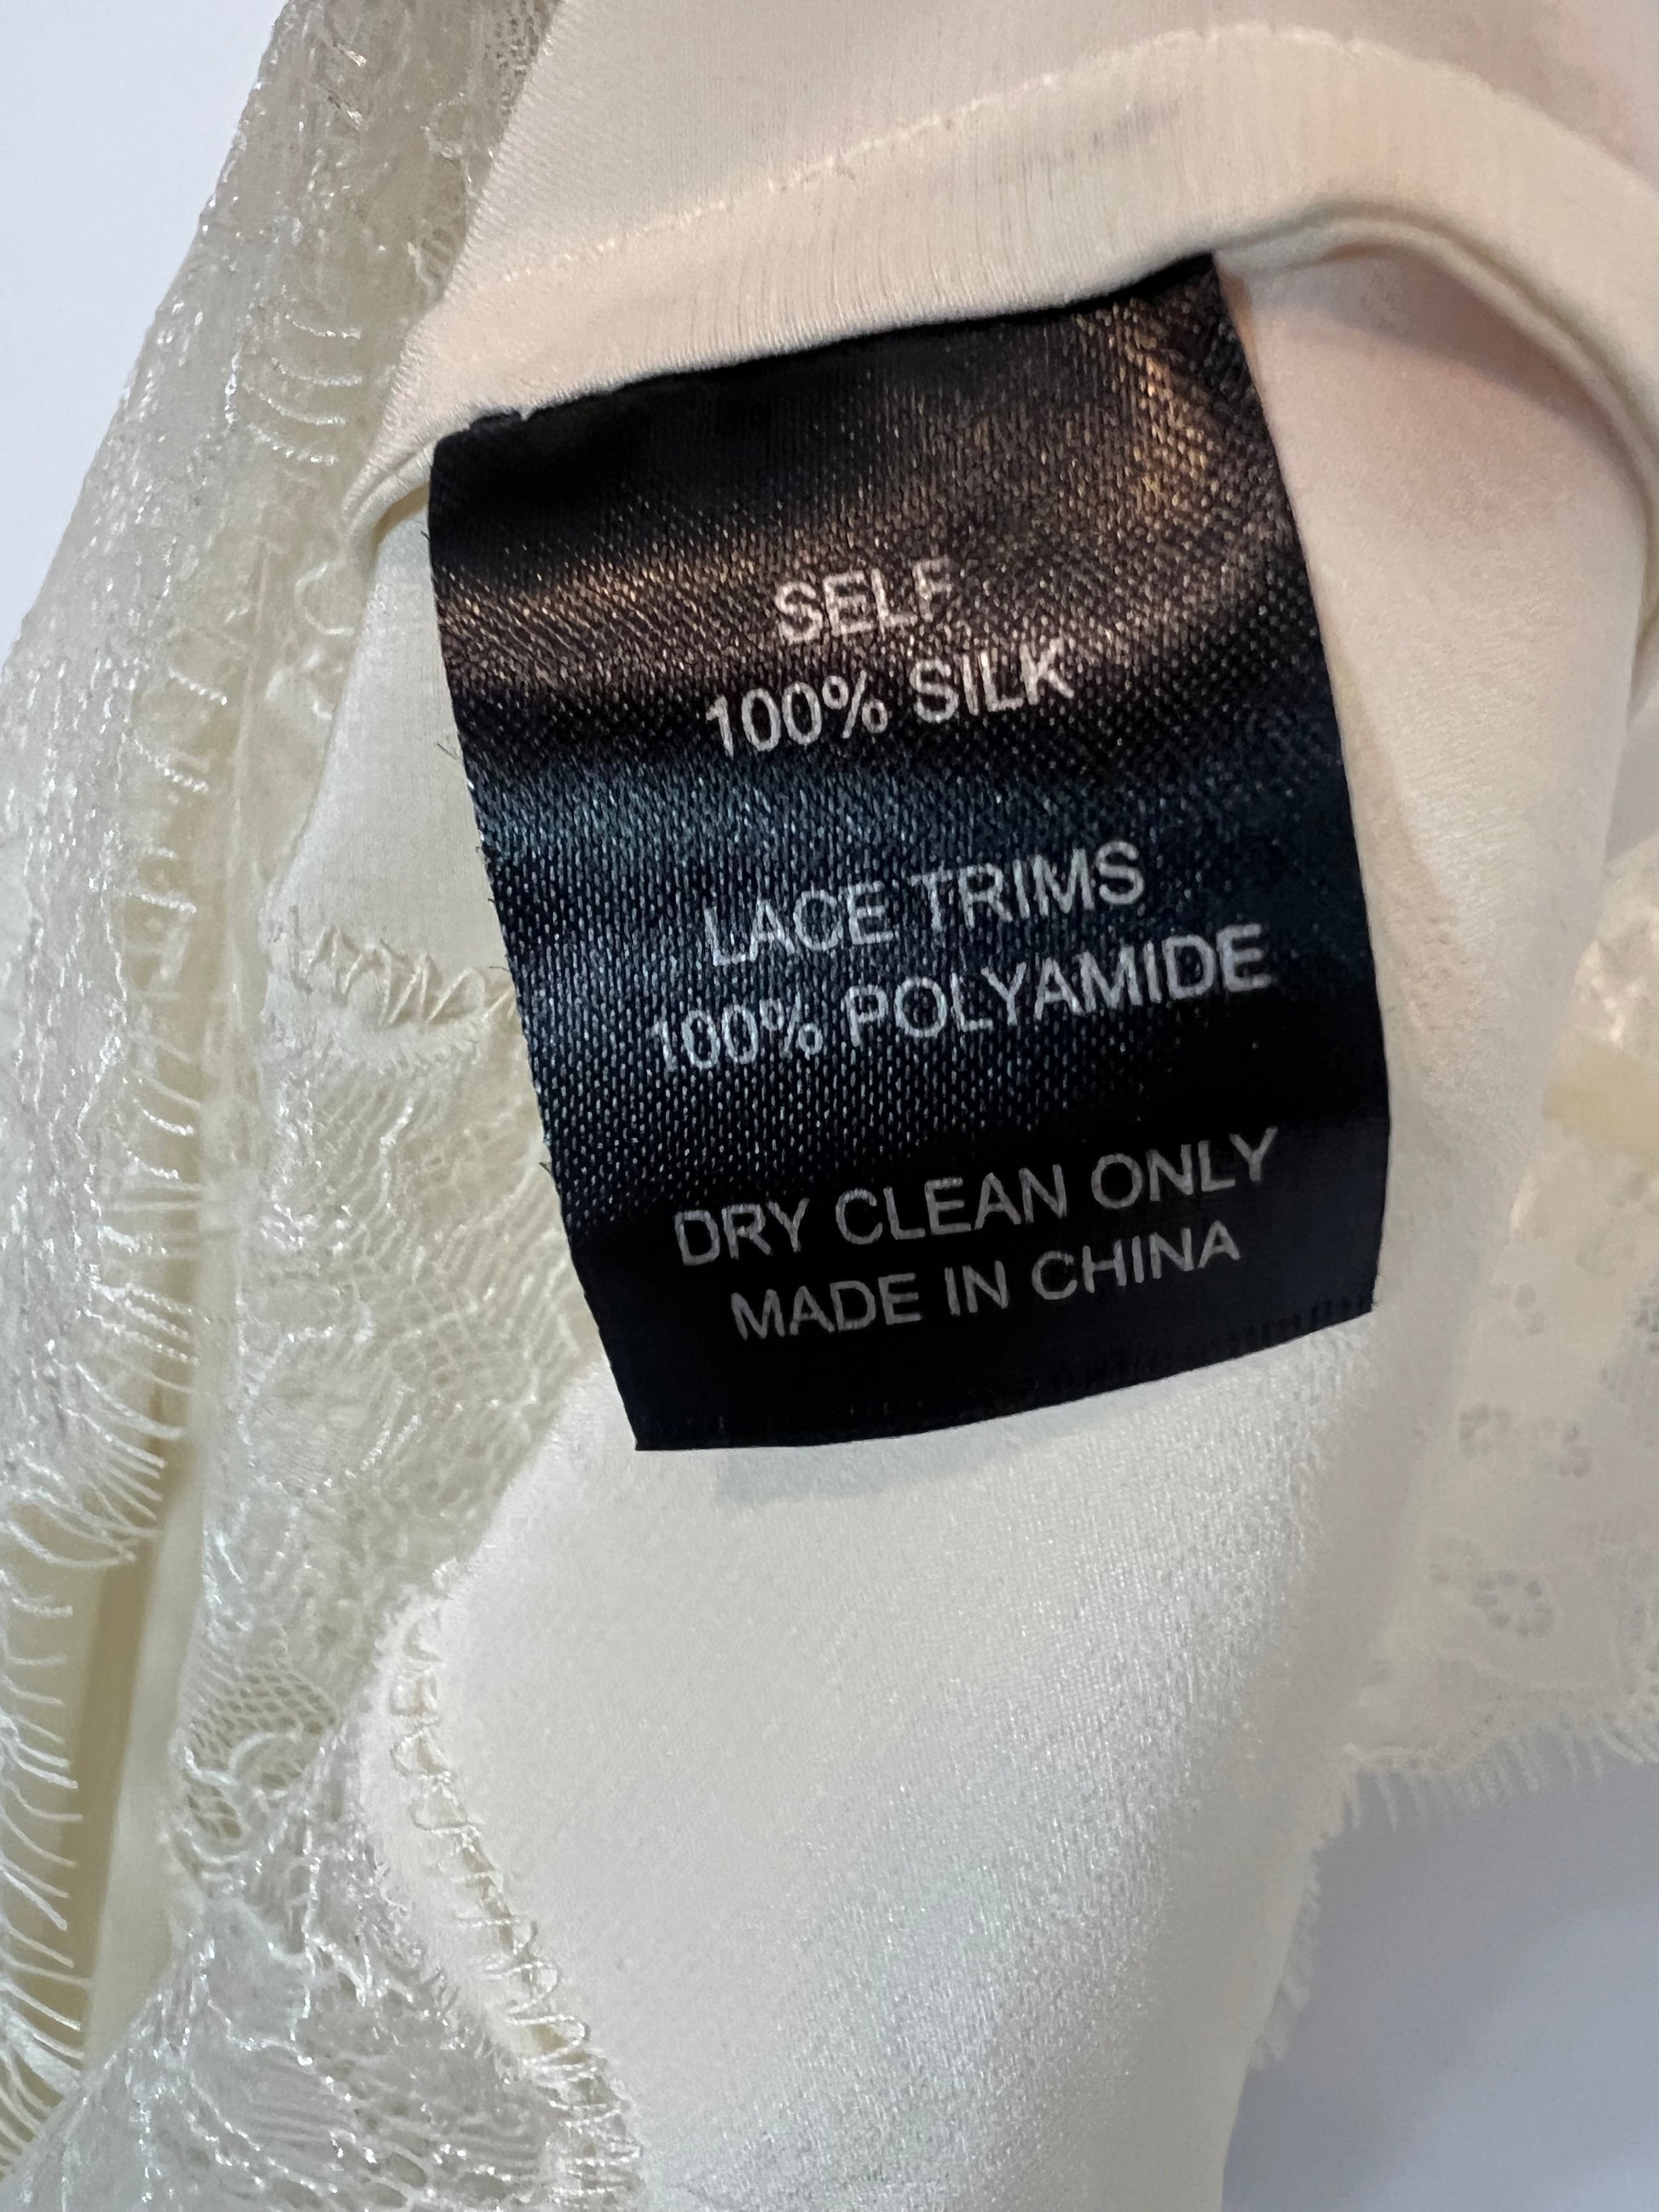 SELF
100% SILK
LACE TRIMS
100% POLYAMIDE
DRY CLEAN ONLY
MADE IN CHINA